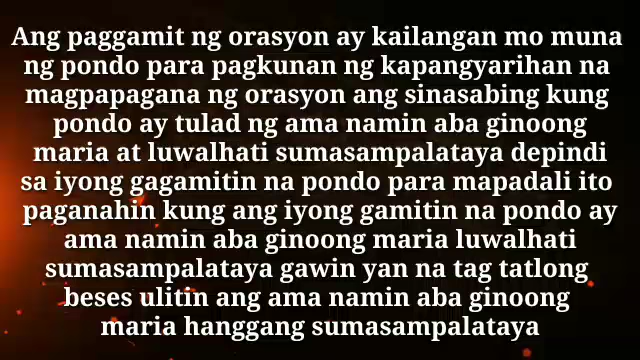 Ang paggamit ng orasyon ay kailangan mo muna
ng pondo para pagkunan ng kapangyarihan na
magpapagana ng orasyon ang sinasabing kung
pondo ay tulad ng ama namin aba ginoong
maria at luwalhati sumasampalataya depindi
sa iyong gagamitin na pondo para mapadali ito
paganahin kung ang iyong gamitin na pondo ay
ama namin aba ginoong maria luwalhati
sumasampalataya gawin yan na tag tatlong
beses ulitin ang ama namin aba ginoong
maria hanggang sumasampalataya